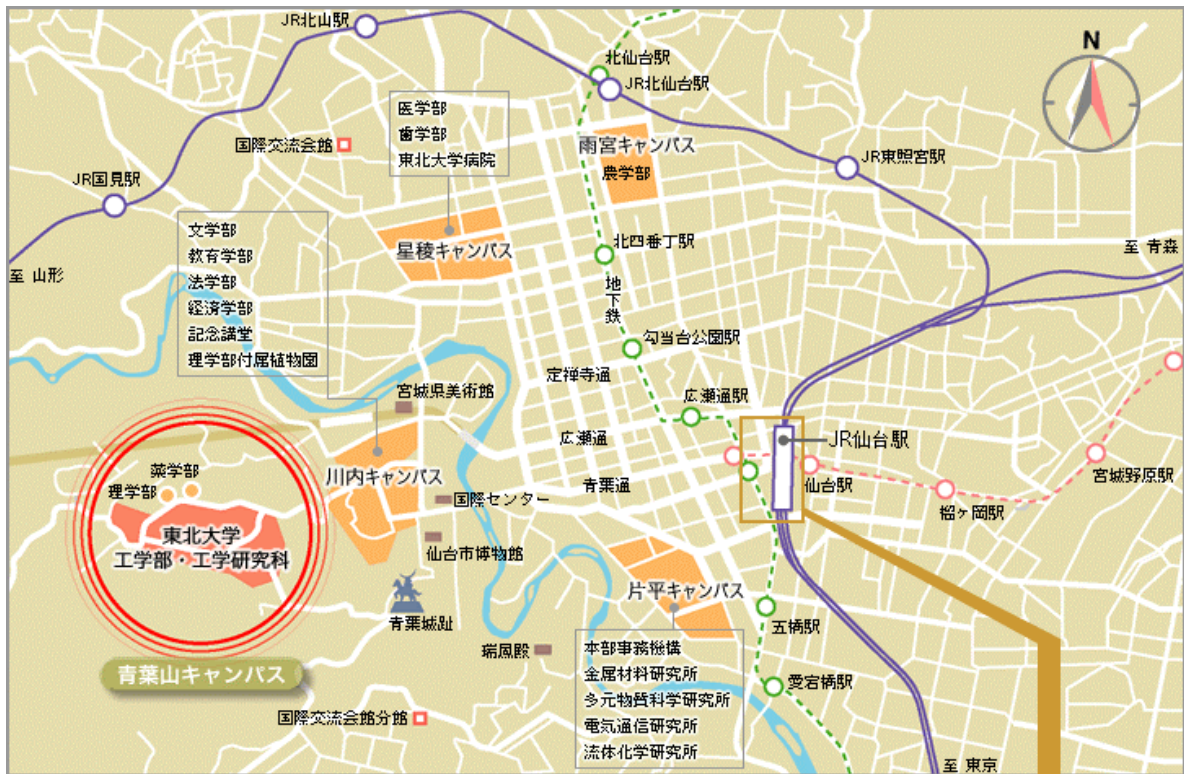 JR北山駅
北仙台駅
JR北仙台駅
N
医学部
歯学部
東北大学病院
国際交流会館
雨宮キャンパス
農学部
JR東照宮駅
JR国見駅
文学部
教育学部
法学部
経済学部
記念講堂
理学部付属植物園
星稜キャンパス
北四番丁駅
至 青森
至 山形
地下鉄
勾当台公園駅
定禅寺通
宮城県美術館
広瀬通駅
広瀬通
JR仙台駅
青葉通
仙台駅
宮城野原駅
榴ヶ岡駅
川内キャンパス
国際センター
薬学部
理学部
東北大学
工学部・工学研究科
仙台市博物館
片平キャンパス
青葉城趾
五橋駅
瑞凰殿
本部事務機構
金属材料研究所
多元物質科学研究所
電気通信研究所
流体化学研究所
青葉山キャンパス
愛宕橋駅
国際交流会館分館
至 東京